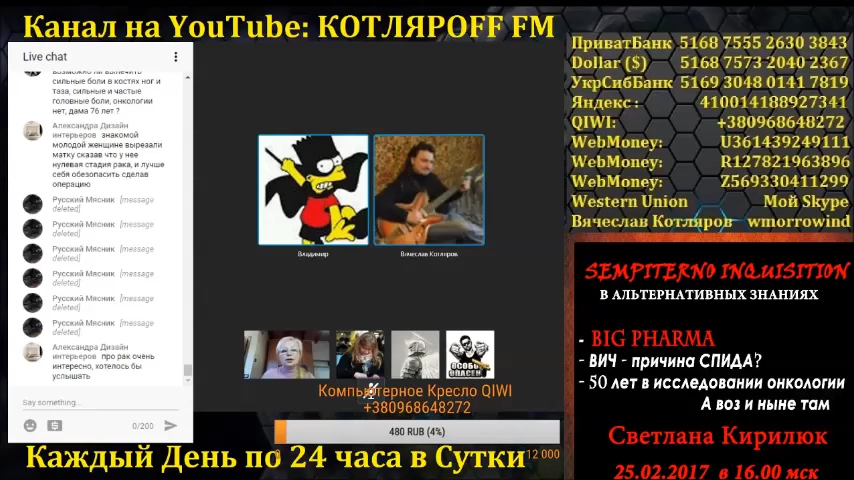 Канал на YouTube: КОТЛЯРОFF FM
Live chat
возможно ли вылечить
сильные боли в костях ног и
таза, сильные и частые
головные боли, онкологии
нет, дама 76 лет ?
Александра Дизайн
интерьеров знакомой
молодой женщине вырезали
матку сказав что у нее
нулевая стадия рака, и лучше
себя обезопасить сделав
операцию
Русский Мясник [message
deleted]
Русский Мясник [message
deleted]
Русский Мясник [message
deleted]
Русский Мясник [message
deleted]
Русский Мясник [message
deleted]
Русский Мясник [message
deleted]
Александра Дизайн
интерьеров про рак очень
интересно, хотелось бы
услышать
Say something...
0/200
Владимир
Вячеслав Котляров
ОСОБО
ОПАСЕН
Компьютерное Кресло QIWI
+380968648272
480 RUB (4%)
12 000
Каждый День по 24 часа в Сутки
ПриватБанк 5168 7555 2630 3843
Dollar ($) 5168 7573 2040 2367
УкрСибБанк 5169 3048 0141 7819
Яндекс : 410014188927341
QIWI: +380968648272
WebMoney: U361439249111
WebMoney: R127821963896
WebMoney: Z569330411299
Western Union Мой Skype
Вячеслав Котляров wmorrowind
SEMPITERNO INQUISITION
В АЛЬТЕРНАТИВНЫХ ЗНАНИЯХ
- BIG PHARMA
- ВИЧ - причина СПИДА?
- 50 лет в исследовании онкологии
А воз и ныне там
Светлана Кирилюк
25.02.2017 в 16.00 мск